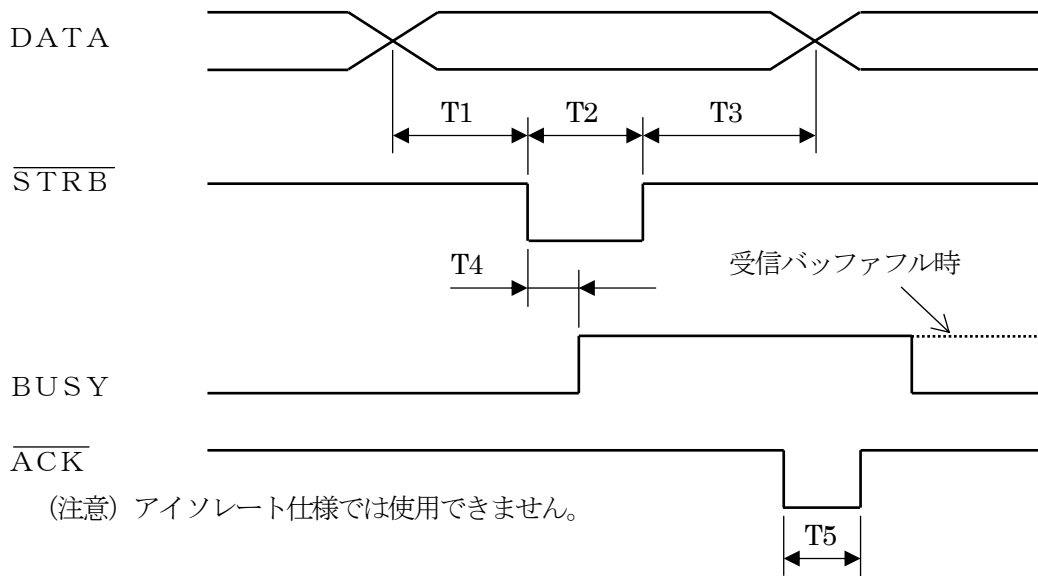 DATA
T1 T2 T3
STRB
T4
受信バッファフル時
BUSY
ACK
（注意）アイソレート仕様では使用できません。
T5